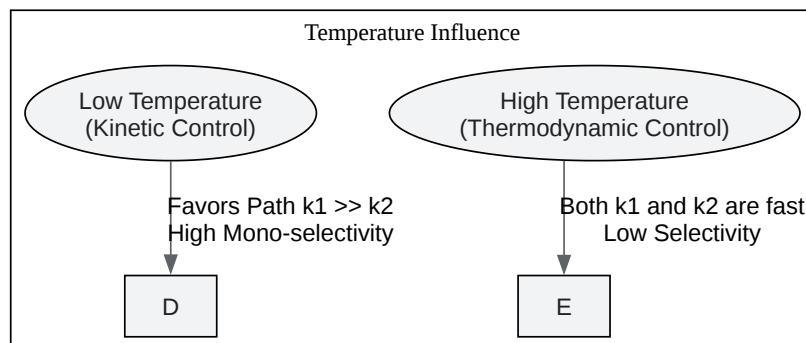 Temperature Influence
Low Temperature
(Kinetic Control)
High Temperature
(Thermodynamic Control)
Favors Path k1 >> k2
High Mono-selectivity
Both k1 and k2 are fast
Low Selectivity
D
E